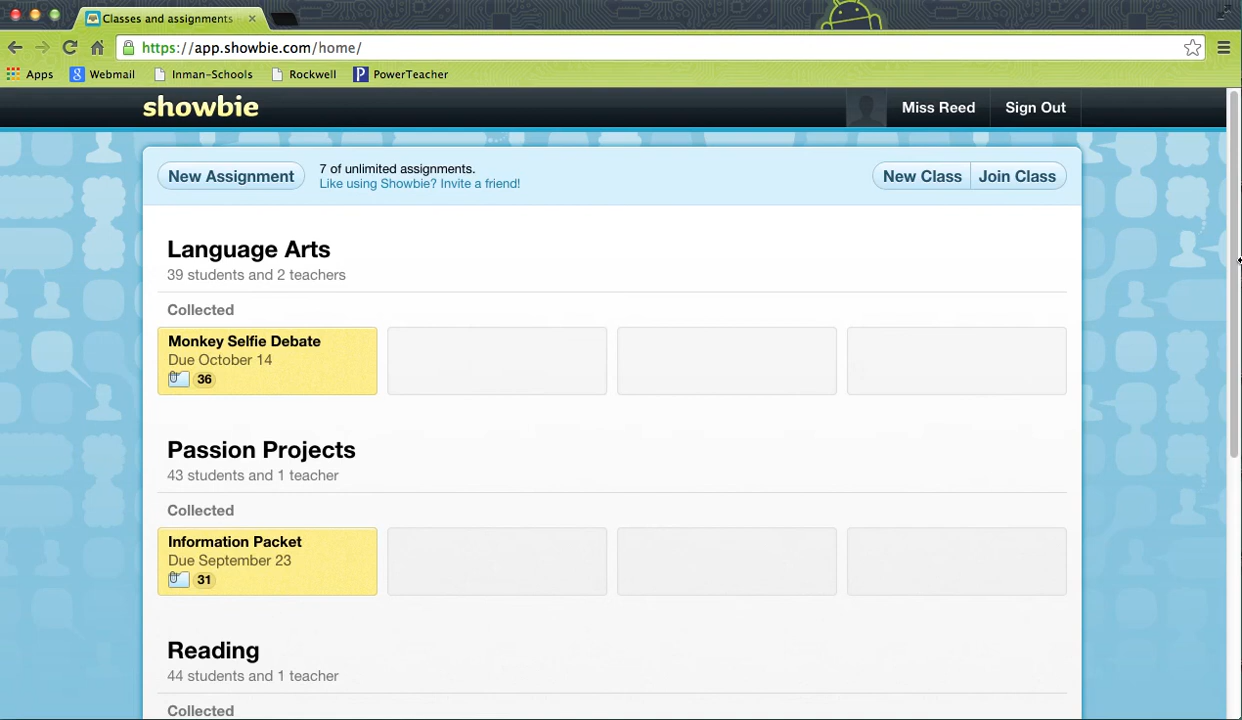 Classes and assignments
https://app.showbie.com/home/
Apps Webmail Inman-Schools Rockwell PowerTeacher
showbie Miss Reed Sign Out
New Assignment 7 of unlimited assignments. New Class Join Class
Like using Showbie? Invite a friend!
Language Arts
39 students and 2 teachers
Collected
Monkey Selfie Debate
Due October 14
36
Passion Projects
43 students and 1 teacher
Collected
Information Packet
Due September 23
31
Reading
44 students and 1 teacher
Collected